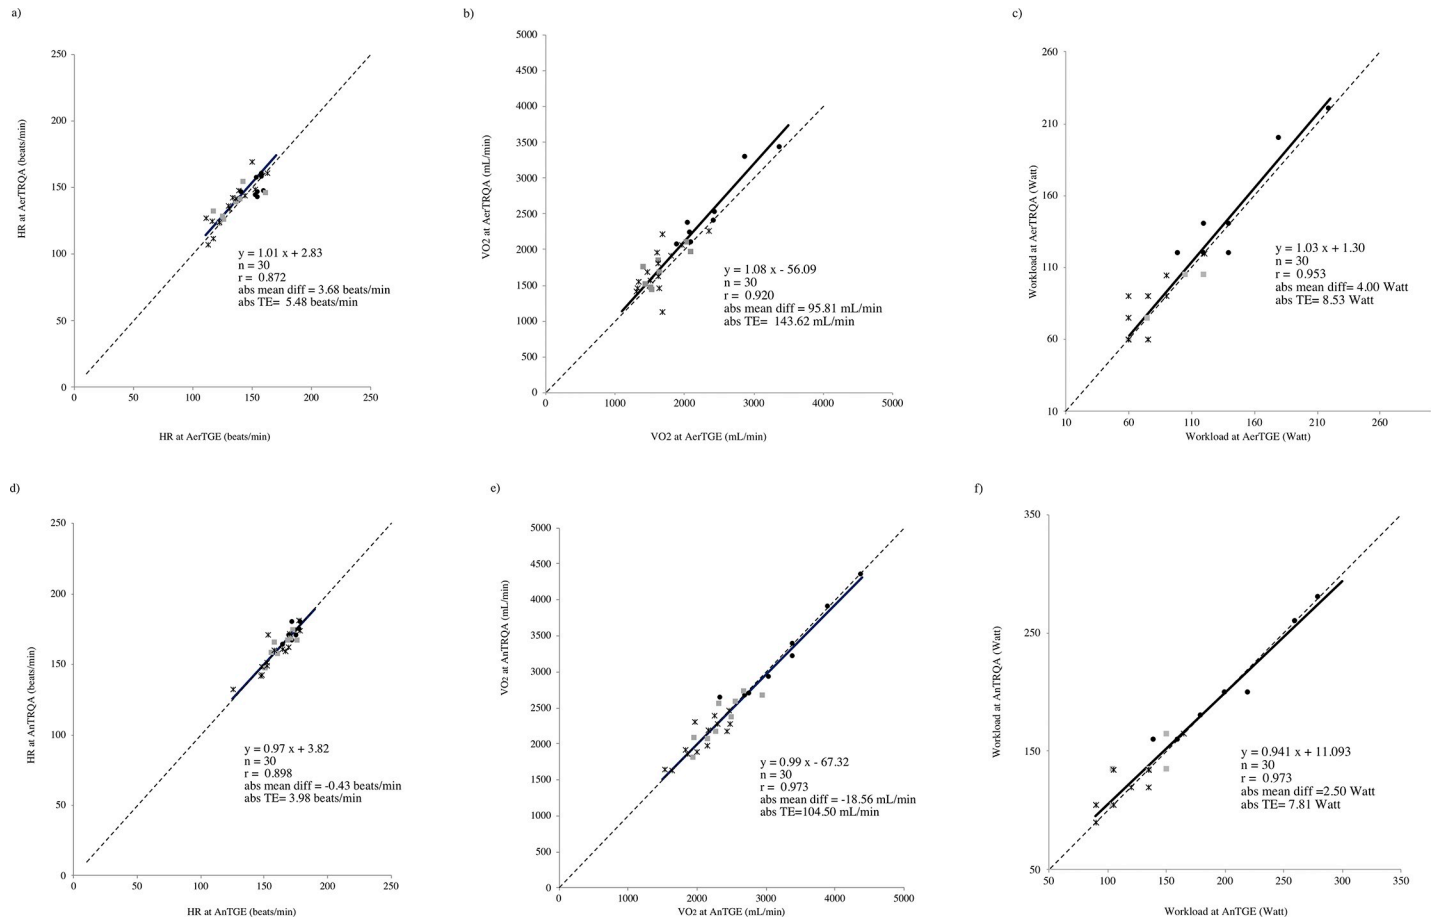 a)
250
200
150
100
50
0
0 50 100 150 200 250
HR at AerTRQA (beats/min)
HR at AerTGE (beats/min)
y = 1.01 x + 2.83
n = 30
r = 0.872
abs mean diff = 3.68 beats/min
abs TE= 5.48 beats/min
b)
5000
4500
4000
3500
3000
2500
2000
1500
1000
500
0
0 1000 2000 3000 4000 5000
VO2 at AerTRQA (mL/min)
VO2 at AerTGE (mL/min)
y = 1.08 x - 56.09
n = 30
r = 0.920
abs mean diff = 95.81 mL/min
abs TE= 143.62 mL/min
c)
260
210
160
110
60
10
10 60 110 160 210 260
Workload at AerTRQA (Watt)
Workload at AerTGE (Watt)
y = 1.03 x + 1.30
n = 30
r = 0.953
abs mean diff= 4.00 Watt
abs TE= 8.53 Watt
d)
250
200
150
100
50
0
0 50 100 150 200 250
HR at AnTRQA (beats/min)
HR at AnTGE (beats/min)
y = 0.97 x + 3.82
n = 30
r = 0.898
abs mean diff = -0.43 beats/min
abs TE= 3.98 beats/min
e)
5000
4500
4000
3500
3000
2500
2000
1500
1000
500
0
0 1000 2000 3000 4000 5000
VO2 at AnTRQA (mL/min)
VO2 at AnTGE (mL/min)
y = 0.99 x - 67.32
n = 30
r = 0.973
abs mean diff = -18.56 mL/min
abs TE=104.50 mL/min
f)
350
250
150
50
50 100 150 200 250 300 350
Workload at AnTRQA (Watt)
Workload at AnTGE (Watt)
y = 0.941 x + 11.093
n = 30
r = 0.973
abs mean diff =2.50 Watt
abs TE= 7.81 Watt